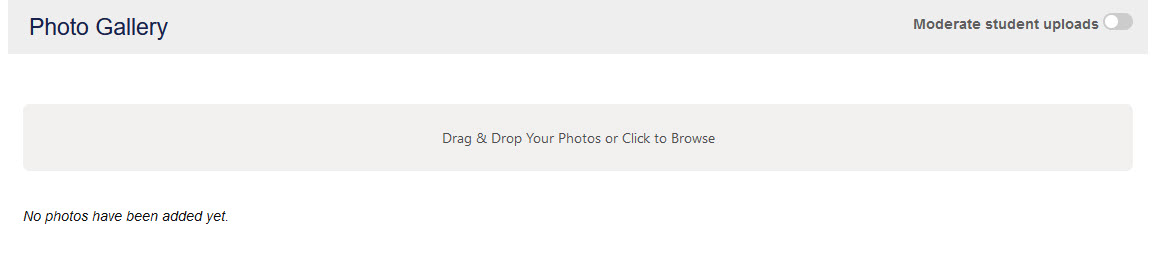 Photo Gallery
Moderate student uploads
Drag & Drop Your Photos or Click to Browse
No photos have been added yet.